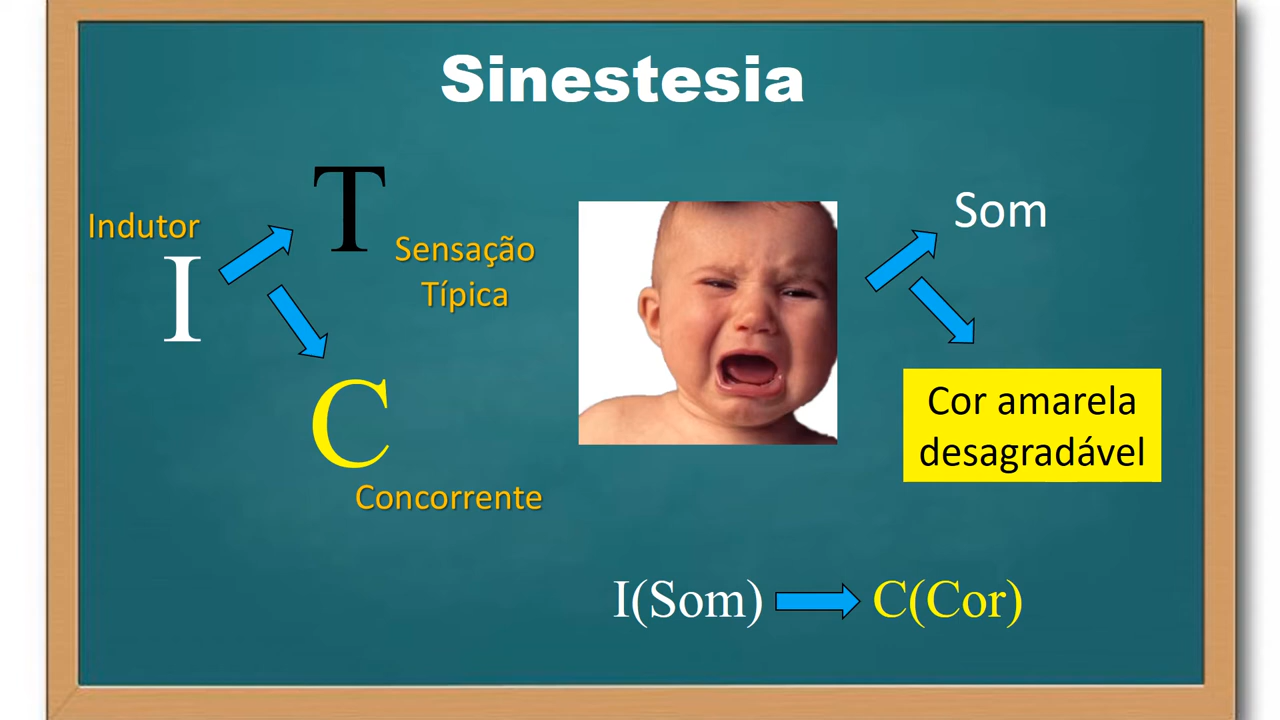 Sinestesia
Indutor
I
T
Sensação
Típica
C
Concorrente
Som
Cor amarela
desagradável
I(Som)
C(Cor)